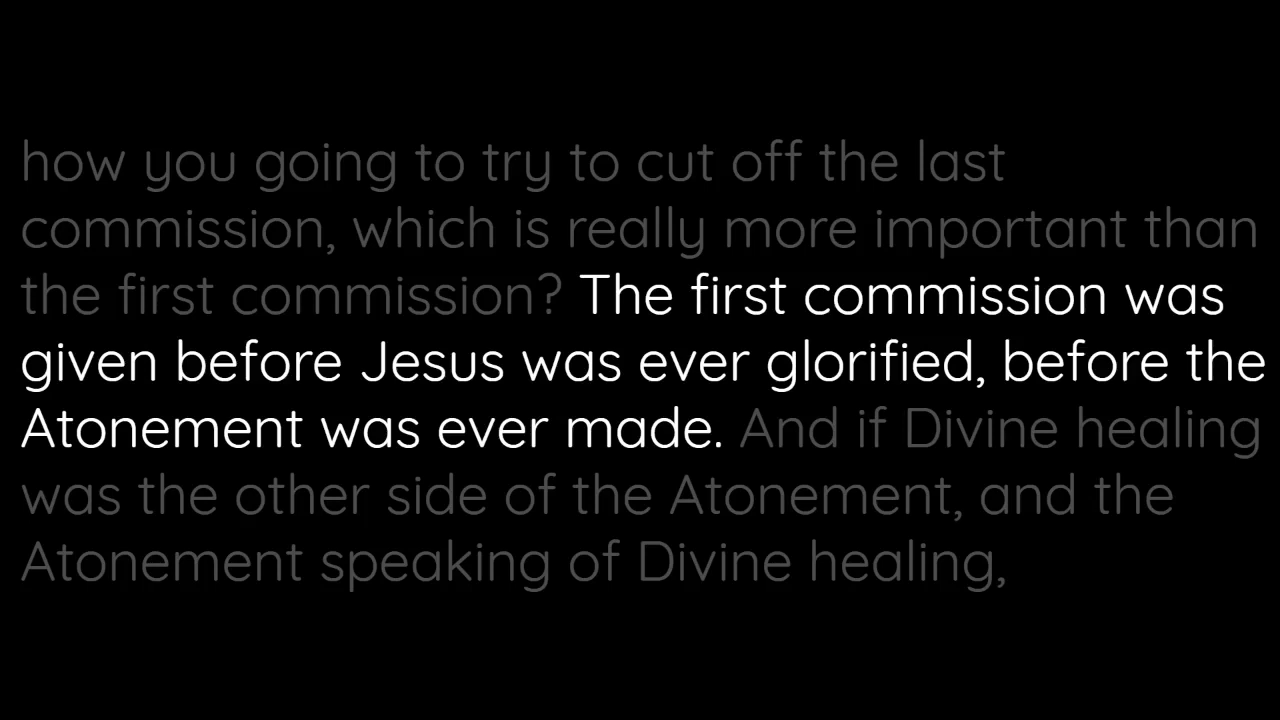 how you going to try to cut off the last
commission, which is really more important than
the first commission? The first commission was
given before Jesus was ever glorified, before the
Atonement was ever made. And if Divine healing
was the other side of the Atonement, and the
Atonement speaking of Divine healing,